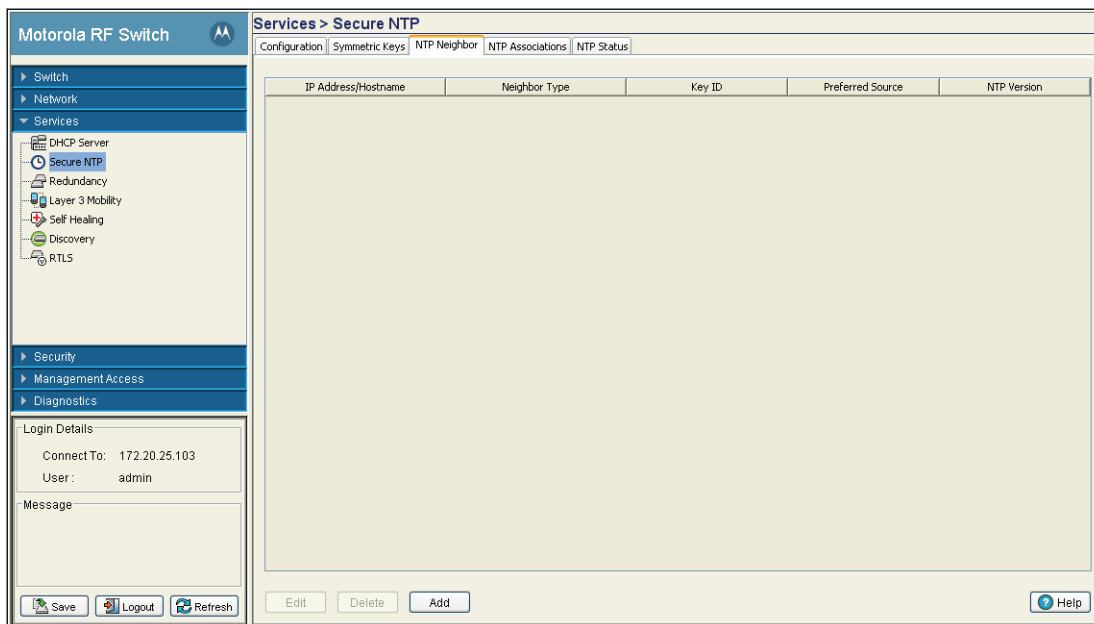 Motorola RF Switch
Switch
Network
Services
DHCP Server
Secure NTP
Redundancy
Layer 3 Mobility
Self Healing
Discovery
RTLS
Security
Management Access
Diagnostics
Login Details
Connect To: 172.20.25.103
User : admin
Message
Save Logout Refresh
Services > Secure NTP
Configuration Symmetric Keys NTP Neighbor NTP Associations NTP Status
IP Address/Hostname Neighbor Type Key ID Preferred Source NTP Version
Edit Delete Add Help